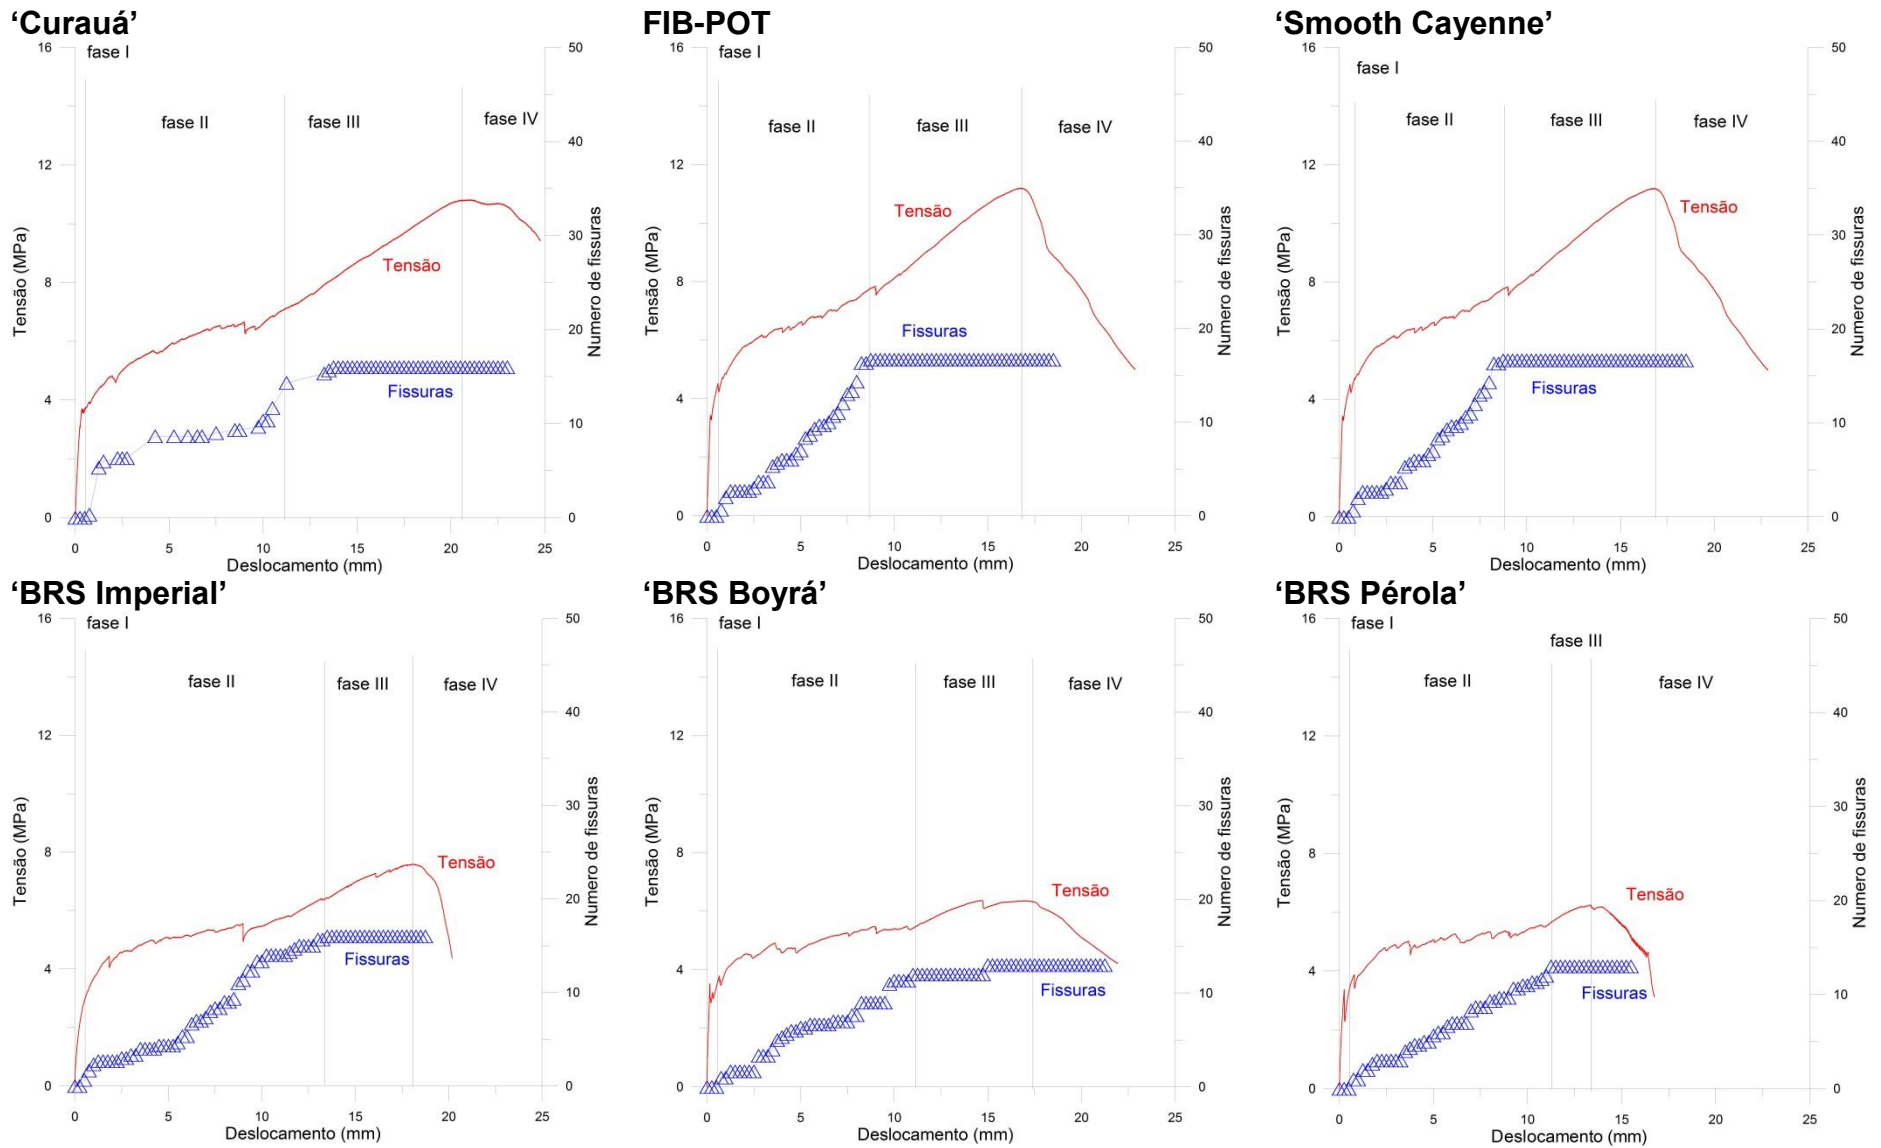 ‘Curauá’
16
fase I
50
fase II
fase III
fase IV
40
12
Tensão (MPa)
30
Numero de fissuras
Tensão
8
20
Fissuras
4
10
0
0
0
5
10
15
20
25
Deslocamento (mm)
FIB-POT
16
fase I
50
fase II
fase III
fase IV
40
12
Tensão (MPa)
Tensão
30
Numero de fissuras
8
Fissuras
20
4
10
0
0
0
5
10
15
20
25
Deslocamento (mm)
‘Smooth Cayenne’
16
fase I
50
fase II
fase III
fase IV
40
12
Tensão (MPa)
Tensão
30
Numero de fissuras
8
20
Fissuras
4
10
0
0
0
5
10
15
20
25
Deslocamento (mm)
‘BRS Imperial’
16
fase I
50
fase II
fase III
fase IV
40
12
Tensão (MPa)
30
Numero de fissuras
8
Tensão
20
Fissuras
4
10
0
0
0
5
10
15
20
25
Deslocamento (mm)
‘BRS Boyrá’
16
fase I
50
fase II
fase III
fase IV
40
12
Tensão (MPa)
30
Numero de fissuras
8
Tensão
20
Fissuras
4
10
0
0
0
5
10
15
20
25
Deslocamento (mm)
‘BRS Pérola’
16
fase I
50
fase III
fase II
fase IV
40
12
Tensão (MPa)
30
Numero de fissuras
8
Tensão
20
Fissuras
4
10
0
0
0
5
10
15
20
25
Deslocamento (mm)